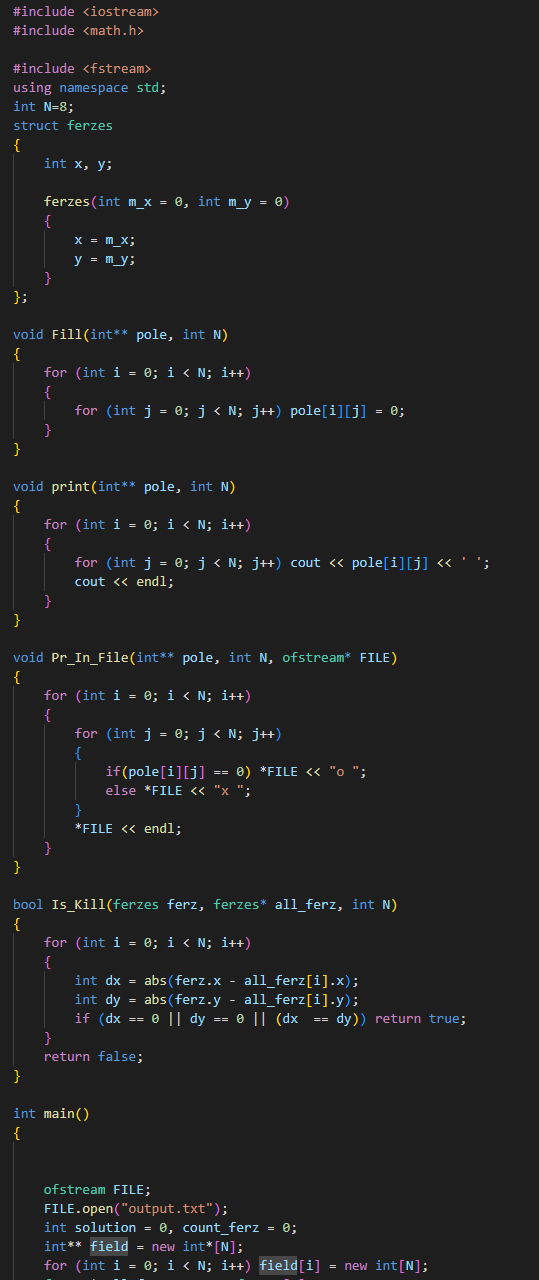 #include <iostream>
#include <math.h>
#include <fstream>
using namespace std;
int N=8;
struct ferzes
{
    int x, y;
    ferzes(int m_x = 0, int m_y = 0)
    {
        x = m_x;
        y = m_y;
    }
};
void Fill(int** pole, int N)
{
    for (int i = 0; i < N; i++)
    {
        for (int j = 0; j < N; j++) pole[i][j] = 0;
    }
}
void print(int** pole, int N)
{
    for (int i = 0; i < N; i++)
    {
        for (int j = 0; j < N; j++) cout << pole[i][j] << ' ';
        cout << endl;
    }
}
void Pr_In_File(int** pole, int N, ofstream* FILE)
{
    for (int i = 0; i < N; i++)
    {
        for (int j = 0; j < N; j++)
        {
            if(pole[i][j] == 0) *FILE << "o ";
            else *FILE << "x ";
        }
        *FILE << endl;
    }
}
bool Is_Kill(ferzes ferz, ferzes* all_ferz, int N)
{
    for (int i = 0; i < N; i++)
    {
        int dx = abs(ferz.x - all_ferz[i].x);
        int dy = abs(ferz.y - all_ferz[i].y);
        if (dx == 0 || dy == 0 || (dx  == dy)) return true;
    }
    return false;
}
int main()
{
    ofstream FILE;
    FILE.open("output.txt");
    int solution = 0, count_ferz = 0;
    int** field = new int*[N];
    for (int i = 0; i < N; i++) field[i] = new int[N];